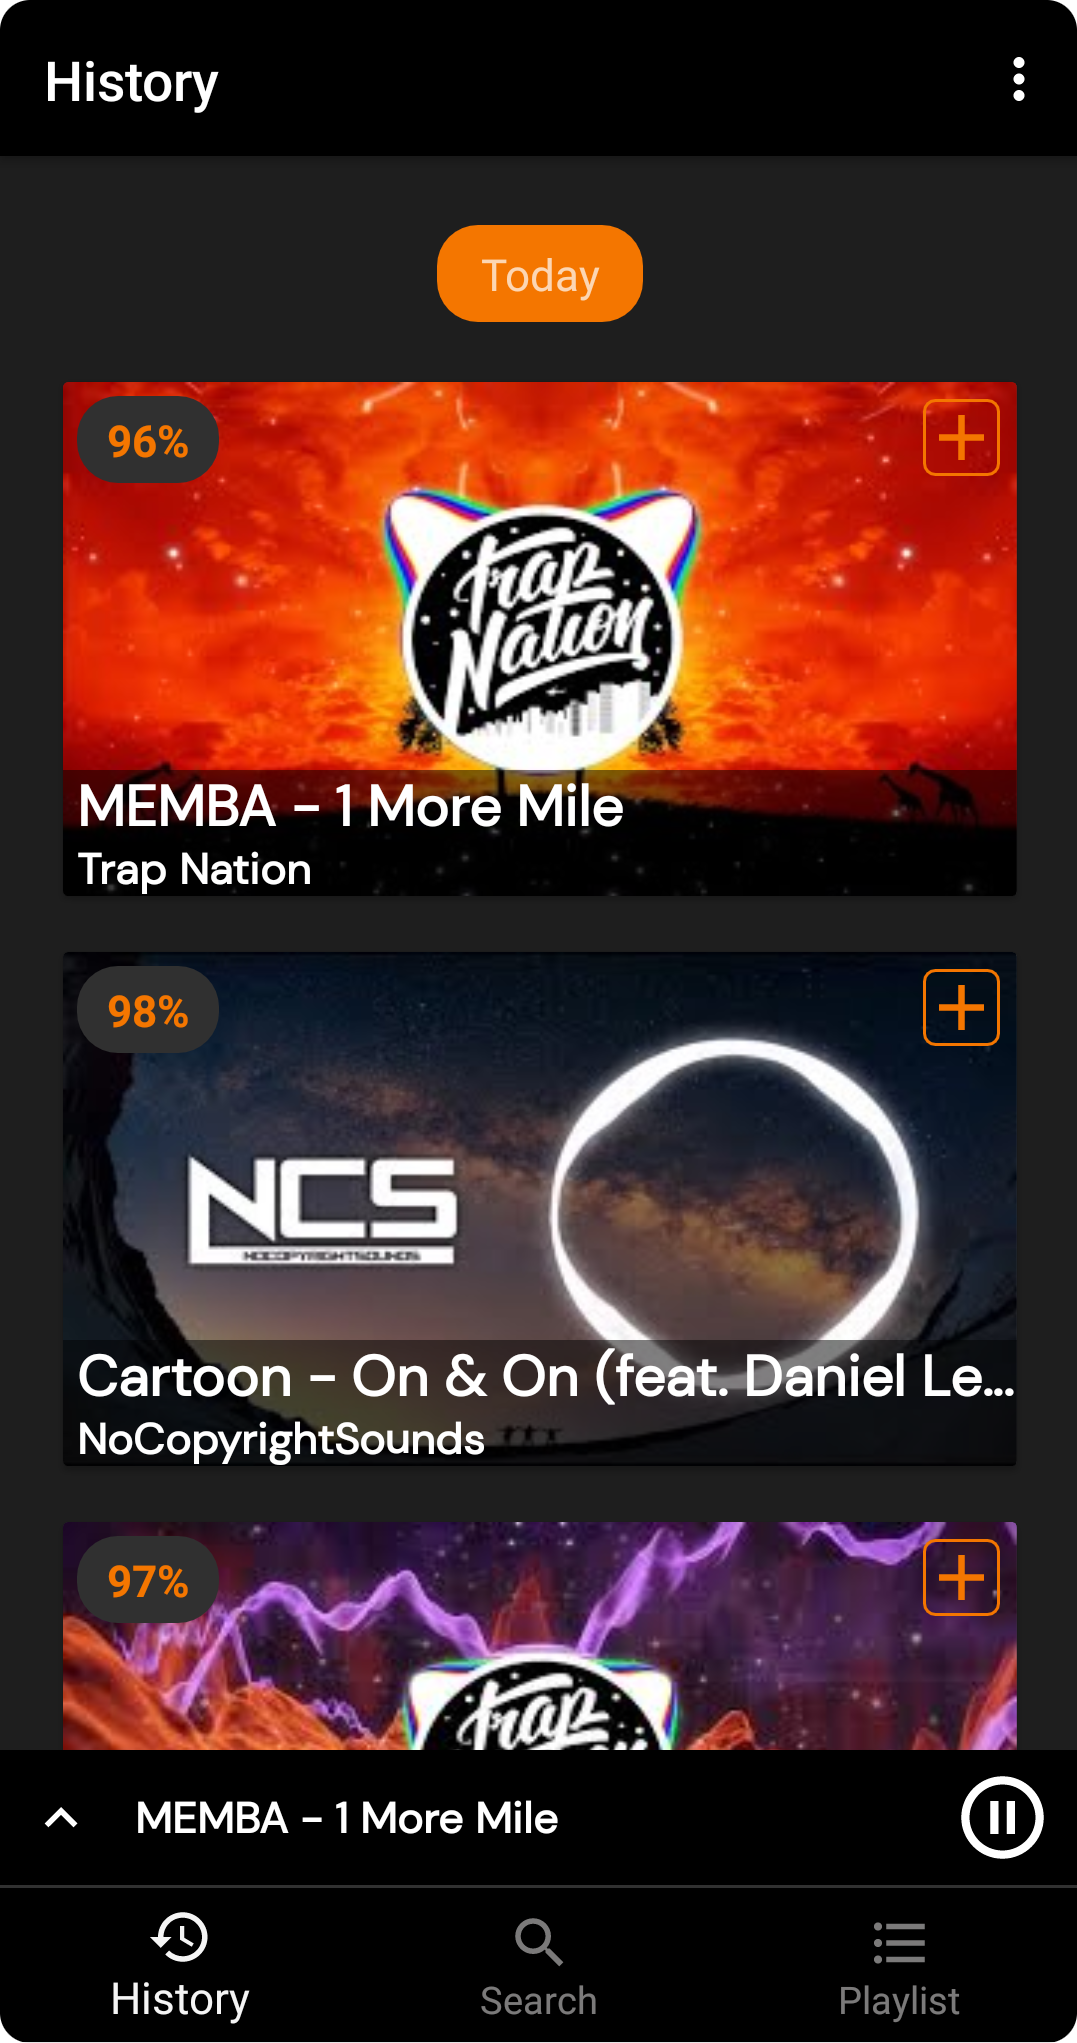 History
Today
96%
Trap
Nation
MEMBA - 1 More Mile
Trap Nation
98%
NCS
NOCOPYRIGHTSOUNDS
Cartoon - On & On (feat. Daniel Le...
NoCopyrightSounds
97%
Trap
MEMBA - 1 More Mile
History
Search
Playlist